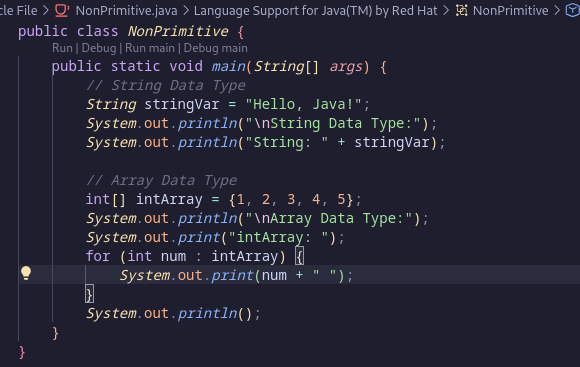 cle File > NonPrimitive.java > Language Support for Java(TM) by Red Hat > NonPrimitive >
public class NonPrimitive {
Run | Debug | Run main | Debug main
    public static void main(String[] args) {
        // String Data Type
        String stringVar = "Hello, Java!";
        System.out.println("\nString Data Type:");
        System.out.println("String: " + stringVar);

        // Array Data Type
        int[] intArray = {1, 2, 3, 4, 5};
        System.out.println("\nArray Data Type:");
        System.out.print("intArray: ");
        for (int num : intArray) {
            System.out.print(num + " ");
        }
        System.out.println();
    }
}